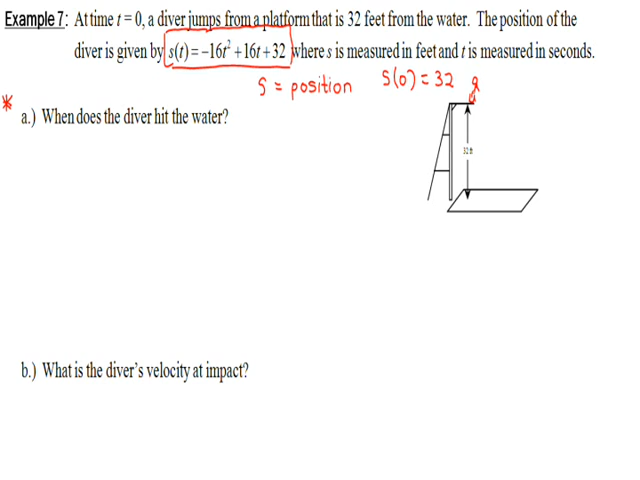 Example 7: At time t = 0, a diver jumps from a platform that is 32 feet from the water. The position of the
diver is given by s(t) = −16t² + 16t + 32 where s is measured in feet and t is measured in seconds.
S = position S(0) = 32
* a.) When does the diver hit the water?
32 ft
b.) What is the diver's velocity at impact?